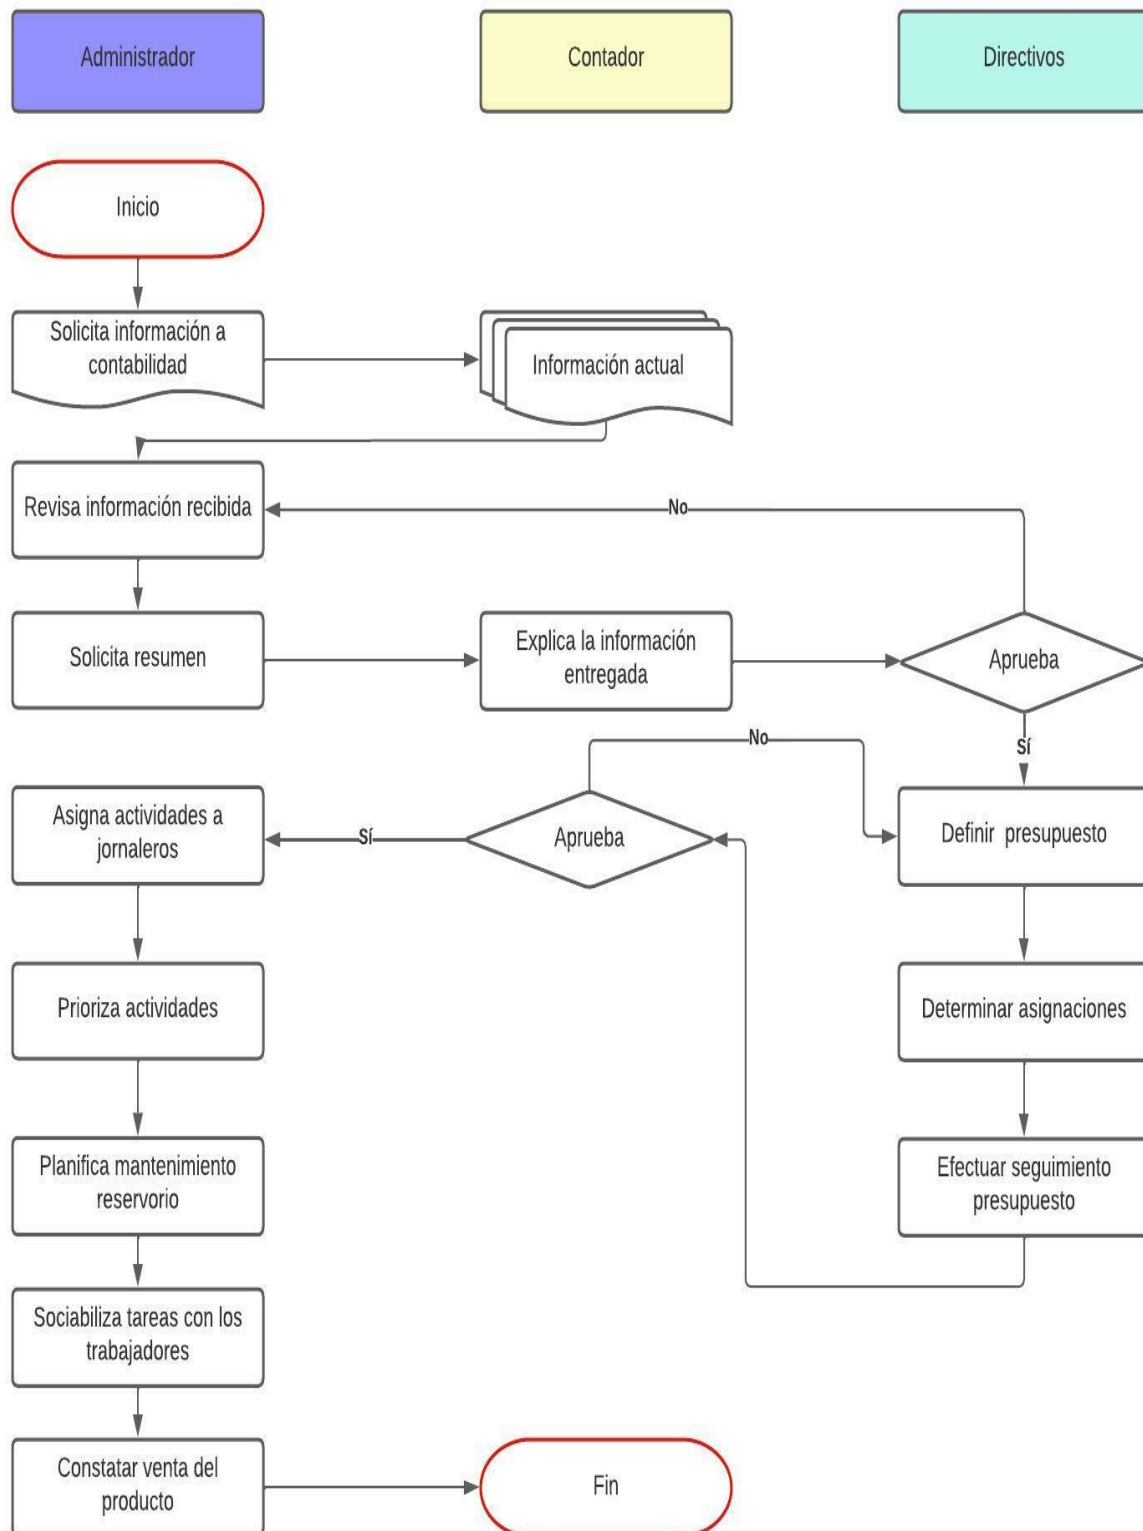 Administrador
Contador
Directivos
Inicio
Solicita información a
contabilidad
Información actual
Revisa información recibida
No
Solicita resumen
Explica la información
entregada
Aprueba
No
Sí
Asigna actividades a
jornaleros
Sí
Aprueba
Definir presupuesto
Prioriza actividades
Determinar asignaciones
Planifica mantenimiento
reservorio
Efectuar seguimiento
presupuesto
Sociabiliza tareas con los
trabajadores
Constatar venta del
producto
Fin